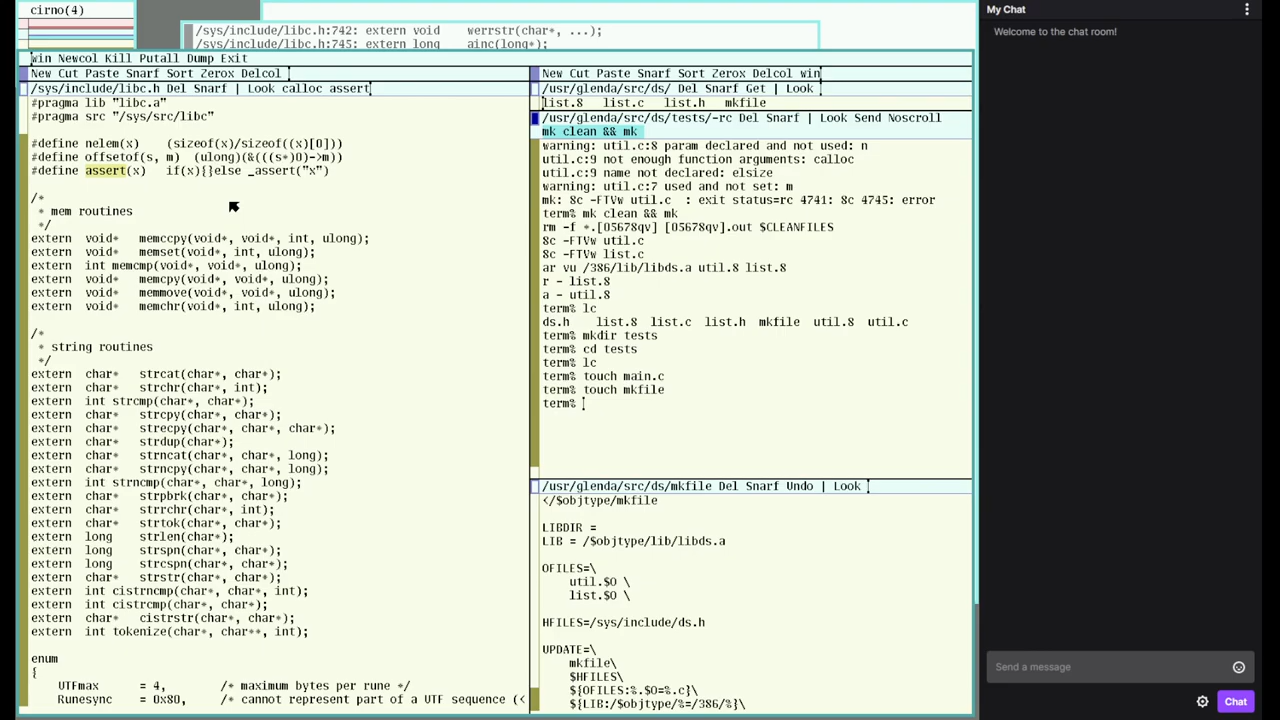 cirno(4)
/sys/include/libc.h:742: extern void    werrstr(char*, ...);
/sys/include/libc.h:745: extern long    ainc(long*);
win Newcol Kill Putall Dump Exit
New Cut Paste Snarf Sort Zerox Delcol
/sys/include/libc.h Del Snarf | Look calloc assert
#pragma lib "libc.a"
#pragma src "/sys/src/libc"
#define nelem(x)    (sizeof(x)/sizeof((x)[0]))
#define offsetof(s, m)  (ulong)(&(((s*)0)->m))
#define assert(x)   if(x){}else _assert("x")
/*
 * mem routines
 */
extern  void*   memccpy(void*, void*, int, ulong);
extern  void*   memset(void*, int, ulong);
extern  int memcmp(void*, void*, ulong);
extern  void*   memcpy(void*, void*, ulong);
extern  void*   memmove(void*, void*, ulong);
extern  void*   memchr(void*, int, ulong);
/*
 * string routines
 */
extern  char*   strcat(char*, char*);
extern  char*   strchr(char*, int);
extern  int strcmp(char*, char*);
extern  char*   strcpy(char*, char*);
extern  char*   strecpy(char*, char*, char*);
extern  char*   strdup(char*);
extern  char*   strncat(char*, char*, long);
extern  char*   strncpy(char*, char*, long);
extern  int strncmp(char*, char*, long);
extern  char*   strpbrk(char*, char*);
extern  char*   strrchr(char*, int);
extern  char*   strtok(char*, char*);
extern  long    strlen(char*);
extern  long    strspn(char*, char*);
extern  long    strcspn(char*, char*);
extern  char*   strstr(char*, char*);
extern  int cistrncmp(char*, char*, int);
extern  int cistrcmp(char*, char*);
extern  char*   cistrstr(char*, char*);
extern  int tokenize(char*, char**, int);
enum
{
    UTFmax      = 4,        /* maximum bytes per rune */
    Runesync    = 0x80,     /* cannot represent part of a UTF sequence (<
New Cut Paste Snarf Sort Zerox Delcol win
/usr/glenda/src/ds/ Del Snarf Get | Look
list.8   list.c   list.h   mkfile
/usr/glenda/src/ds/tests/-rc Del Snarf | Look Send Noscroll
mk clean && mk
warning: util.c:8 param declared and not used: n
util.c:9 not enough function arguments: calloc
util.c:9 name not declared: elsize
warning: util.c:7 used and not set: m
mk: 8c -FTVw util.c  : exit status=rc 4741: 8c 4745: error
term% mk clean && mk
rm -f *.[05678qv] [05678qv].out $CLEANFILES
8c -FTVw util.c
8c -FTVw list.c
ar vu /386/lib/libds.a util.8 list.8
r - list.8
a - util.8
term% lc
ds.h    list.8  list.c  list.h  mkfile  util.8  util.c
term% mkdir tests
term% cd tests
term% lc
term% touch main.c
term% touch mkfile
term%
/usr/glenda/src/ds/mkfile Del Snarf Undo | Look
</$objtype/mkfile
LIBDIR =
LIB = /$objtype/lib/libds.a
OFILES=\
    util.$O \
    list.$O \
HFILES=/sys/include/ds.h
UPDATE=\
    mkfile\
    $HFILES\
    ${OFILES:%.$O=%.c}\
    ${LIB:/$objtype/%=/386/%}\
My Chat
Welcome to the chat room!
Send a message
Chat